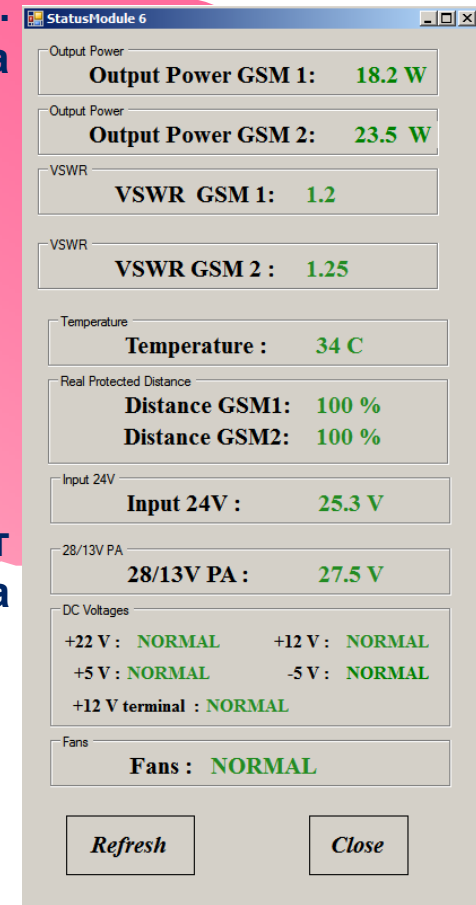 StatusModule 6
Output Power
Output Power GSM 1: 18.2 W
Output Power
Output Power GSM 2: 23.5 W
VSWR
VSWR GSM 1: 1.2
VSWR
VSWR GSM 2 : 1.25
Temperature
Temperature : 34 C
Real Protected Distance
Distance GSM1: 100 %
Distance GSM2: 100 %
Input 24V
Input 24V : 25.3 V
28/13V PA
28/13V PA : 27.5 V
DC Voltages
+22 V : NORMAL +12 V : NORMAL
+5 V : NORMAL -5 V : NORMAL
+12 V terminal : NORMAL
Fans
Fans : NORMAL
Refresh Close